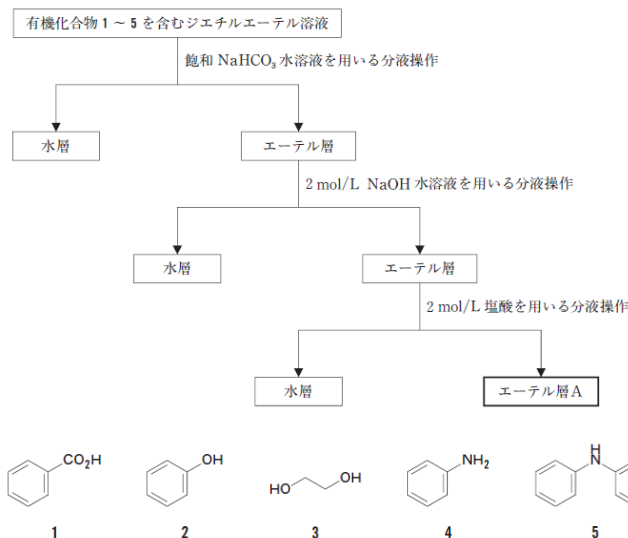 有機化合物 1 ~ 5 を含むジエチルエーテル溶液
飽和 NaHCO₃ 水溶液を用いる分液操作
水層
エーテル層
2 mol/L NaOH 水溶液を用いる分液操作
水層
エーテル層
2 mol/L 塩酸を用いる分液操作
水層
エーテル層 A
CO₂H
OH
HO
OH
NH₂
H
N
1
2
3
4
5